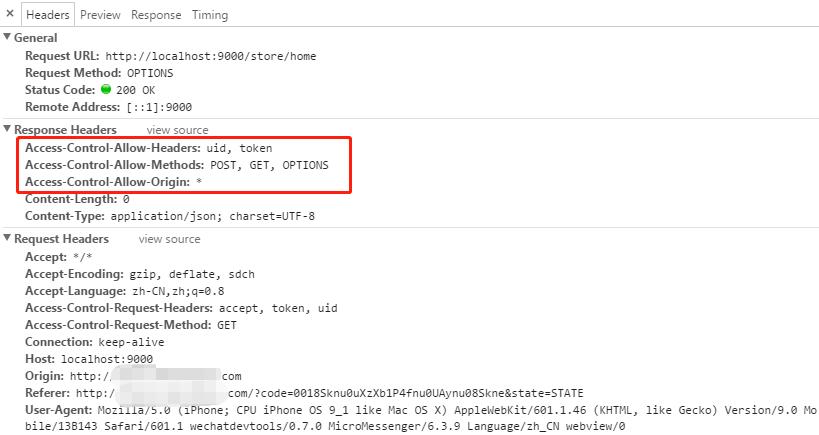 × Headers Preview Response Timing
General
Request URL: http://localhost:9000/store/home
Request Method: OPTIONS
Status Code: 200 OK
Remote Address: [::1]:9000
Response Headers view source
Access-Control-Allow-Headers: uid, token
Access-Control-Allow-Methods: POST, GET, OPTIONS
Access-Control-Allow-Origin: *
Content-Length: 0
Content-Type: application/json; charset=UTF-8
Request Headers view source
Accept: */*
Accept-Encoding: gzip, deflate, sdch
Accept-Language: zh-CN,zh;q=0.8
Access-Control-Request-Headers: accept, token, uid
Access-Control-Request-Method: GET
Connection: keep-alive
Host: localhost:9000
Origin: http:/ com
Referer: http: com/?code=0018Sknu0uXzXb1P4fnu0UAynu08Skne&state=STATE
User-Agent: Mozilla/5.0 (iPhone; CPU iPhone OS 9_1 like Mac OS X) AppleWebKit/601.1.46 (KHTML, like Gecko) Version/9.0 Mo
bile/13B143 Safari/601.1 wechatdevtools/0.7.0 MicroMessenger/6.3.9 Language/zh_CN webview/0